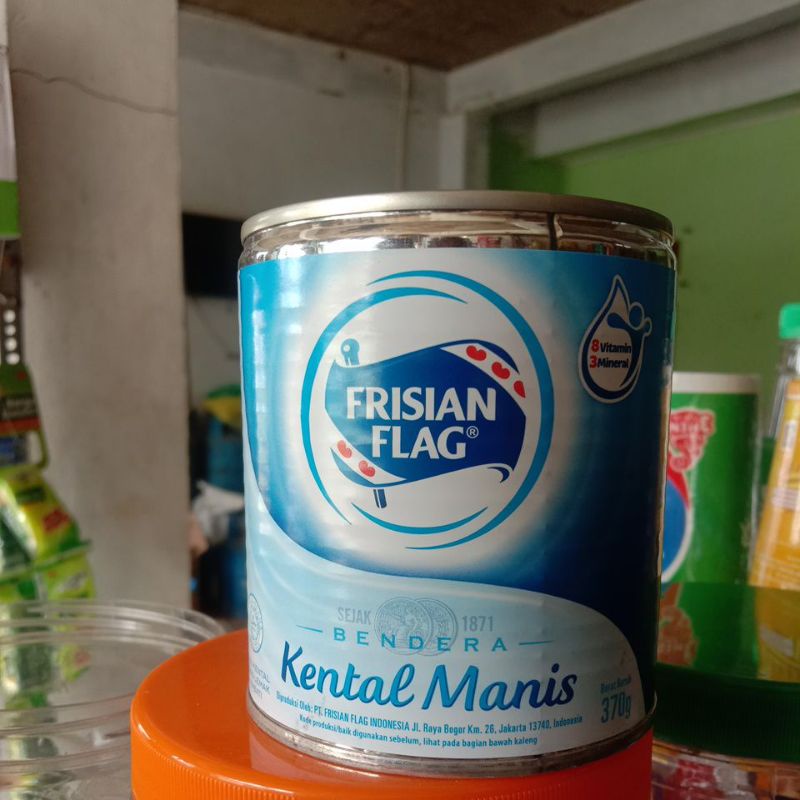 FRISIAN
FLAG®
8 Vitamin
3 Mineral
SEJAK 1871
BENDERA
Kental Manis
Diproduksi Oleh: PT. FRISIAN FLAG INDONESIA Jl. Raya Bogor Km. 26, Jakarta 13740, Indonesia
Kode produksi/baik digunakan sebelum, lihat pada bagian bawah kaleng
Berat Bersih
370g